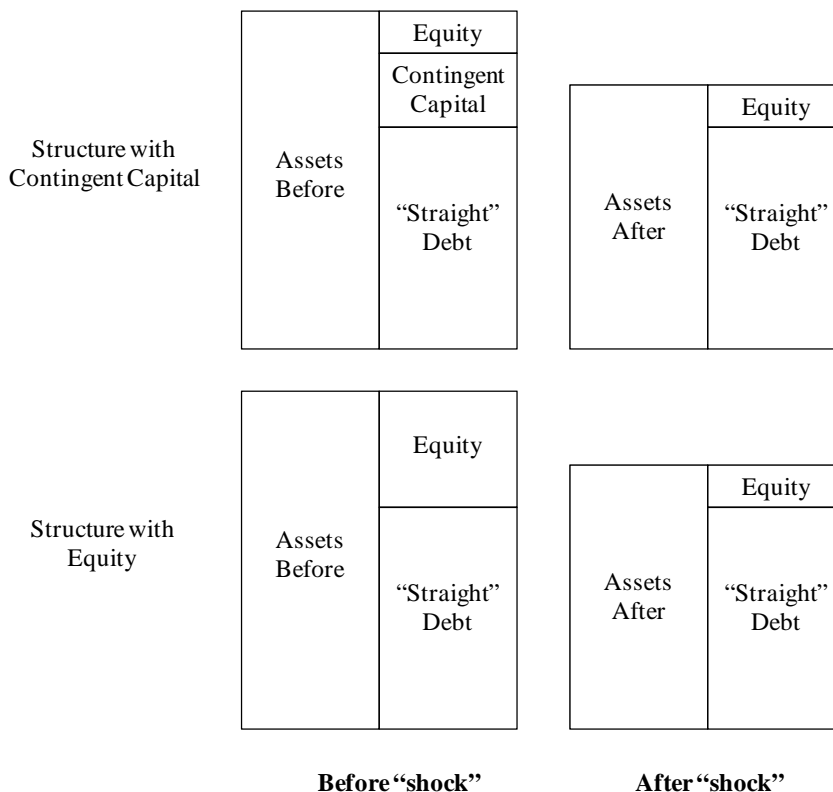 Equity
Contingent
Capital
Equity
Structure with
Contingent Capital
Assets
Before
“Straight”
Debt
Assets
After
“Straight”
Debt
Equity
Equity
Structure with
Equity
Assets
Before
“Straight”
Debt
Assets
After
“Straight”
Debt
Before “shock”
After “shock”